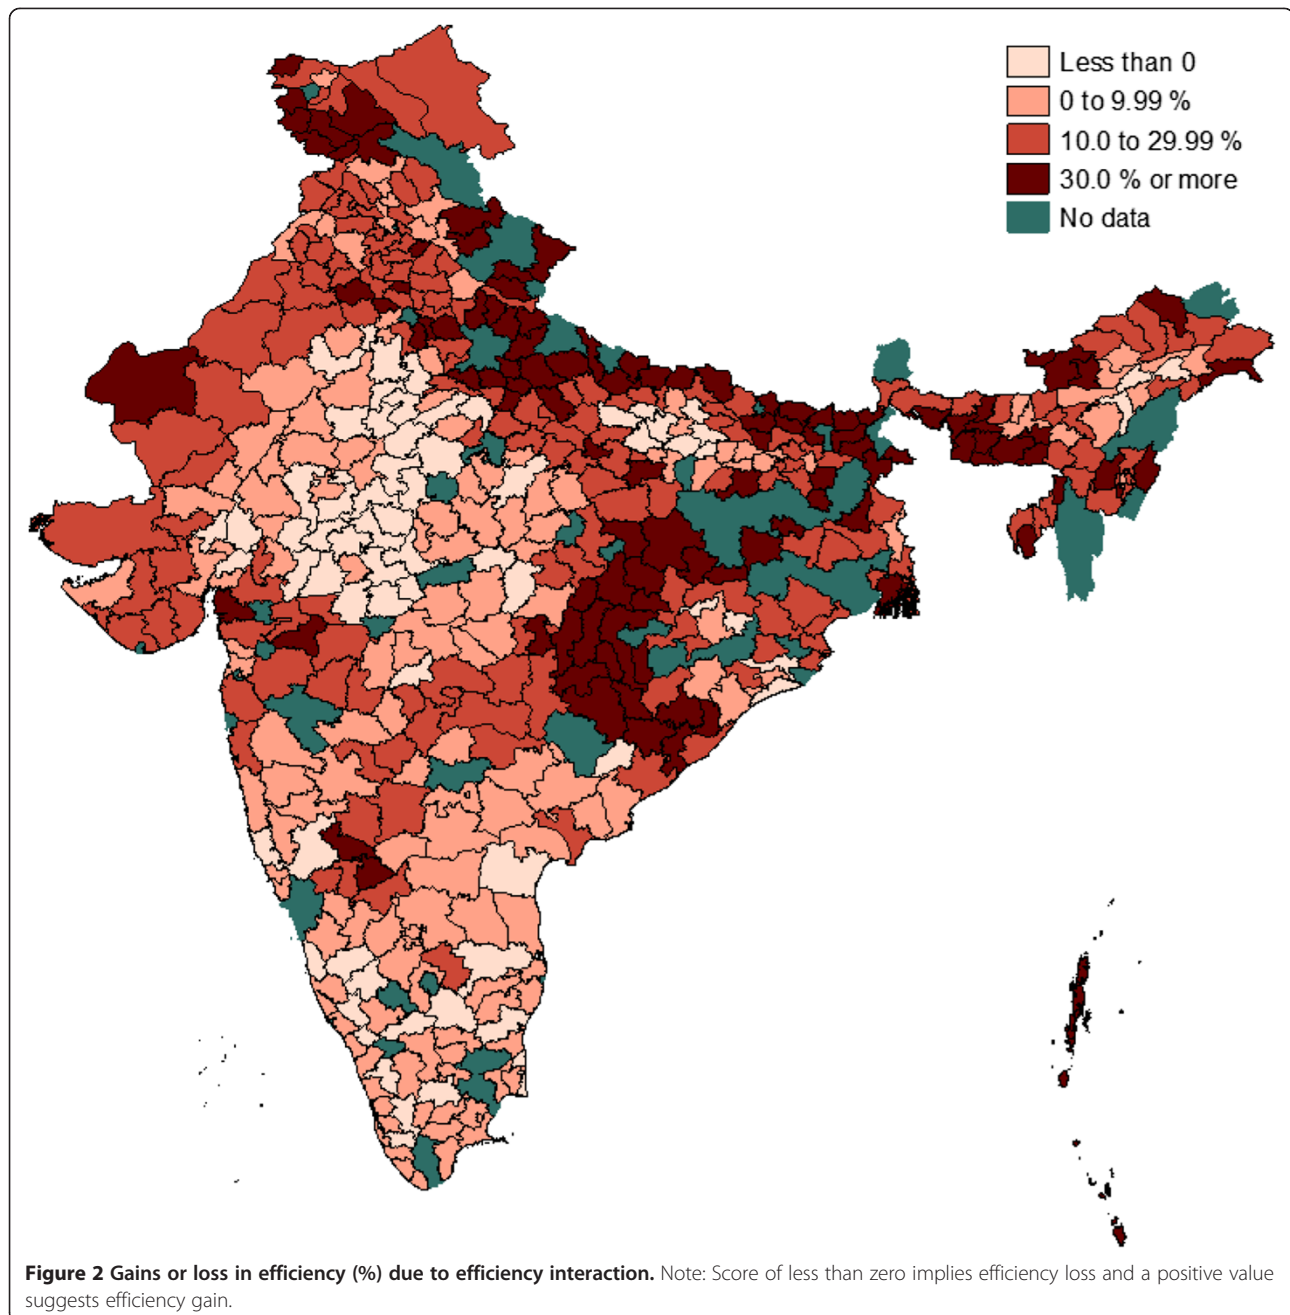 Less than 0
0 to 9.99 %
10.0 to 29.99 %
30.0 % or more
No data
Figure 2 Gains or loss in efficiency (%) due to efficiency interaction. Note: Score of less than zero implies efficiency loss and a positive value
suggests efficiency gain.